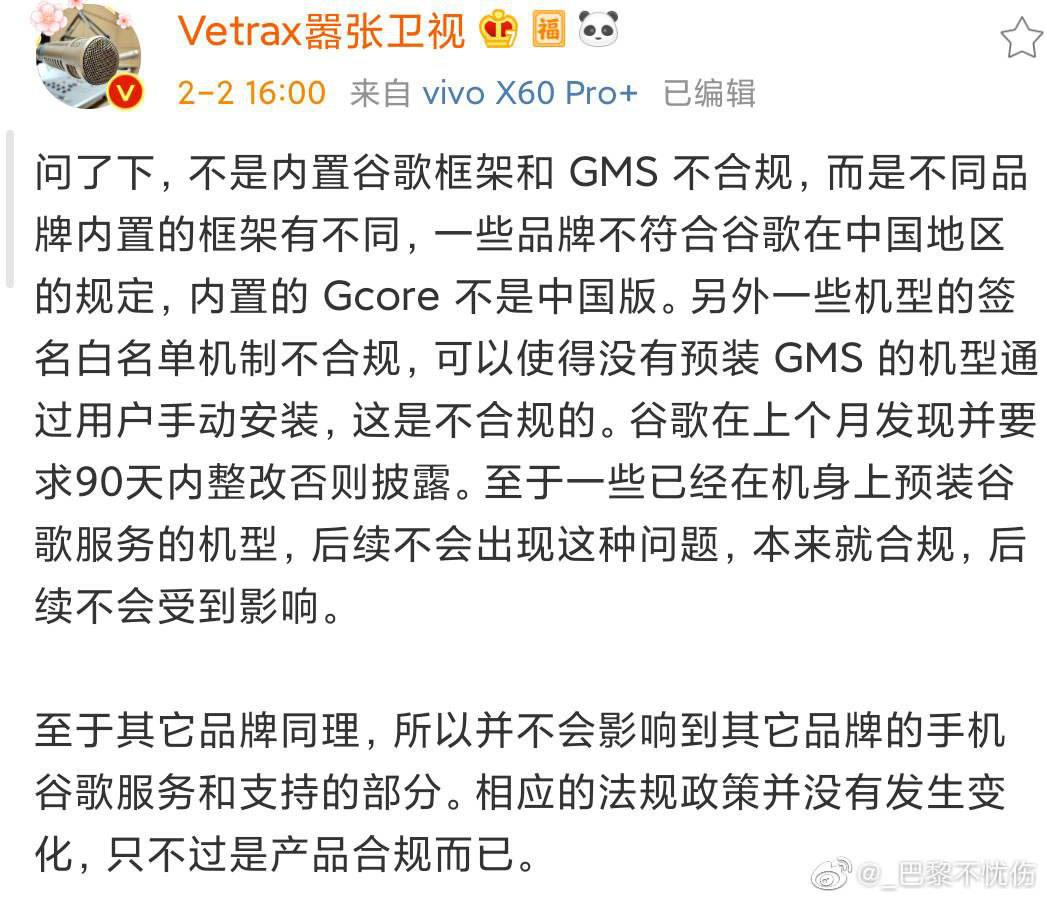 Vetrax嚣张卫视 福
2-2 16:00 来自 vivo X60 Pro+ 已编辑
问了下，不是内置谷歌框架和 GMS 不合规，而是不同品
牌内置的框架有不同，一些品牌不符合谷歌在中国地区
的规定，内置的 Gcore 不是中国版。另外一些机型的签
名白名单机制不合规，可以使得没有预装 GMS 的机型通
过用户手动安装，这是不合规的。谷歌在上个月发现并要
求90天内整改否则披露。至于一些已经在机身上预装谷
歌服务的机型，后续不会出现这种问题，本来就合规，后
续不会受到影响。
至于其它品牌同理，所以并不会影响到其它品牌的手机
谷歌服务和支持的部分。相应的法规政策并没有发生变
化，只不过是产品合规而已。
@_巴黎不忧伤